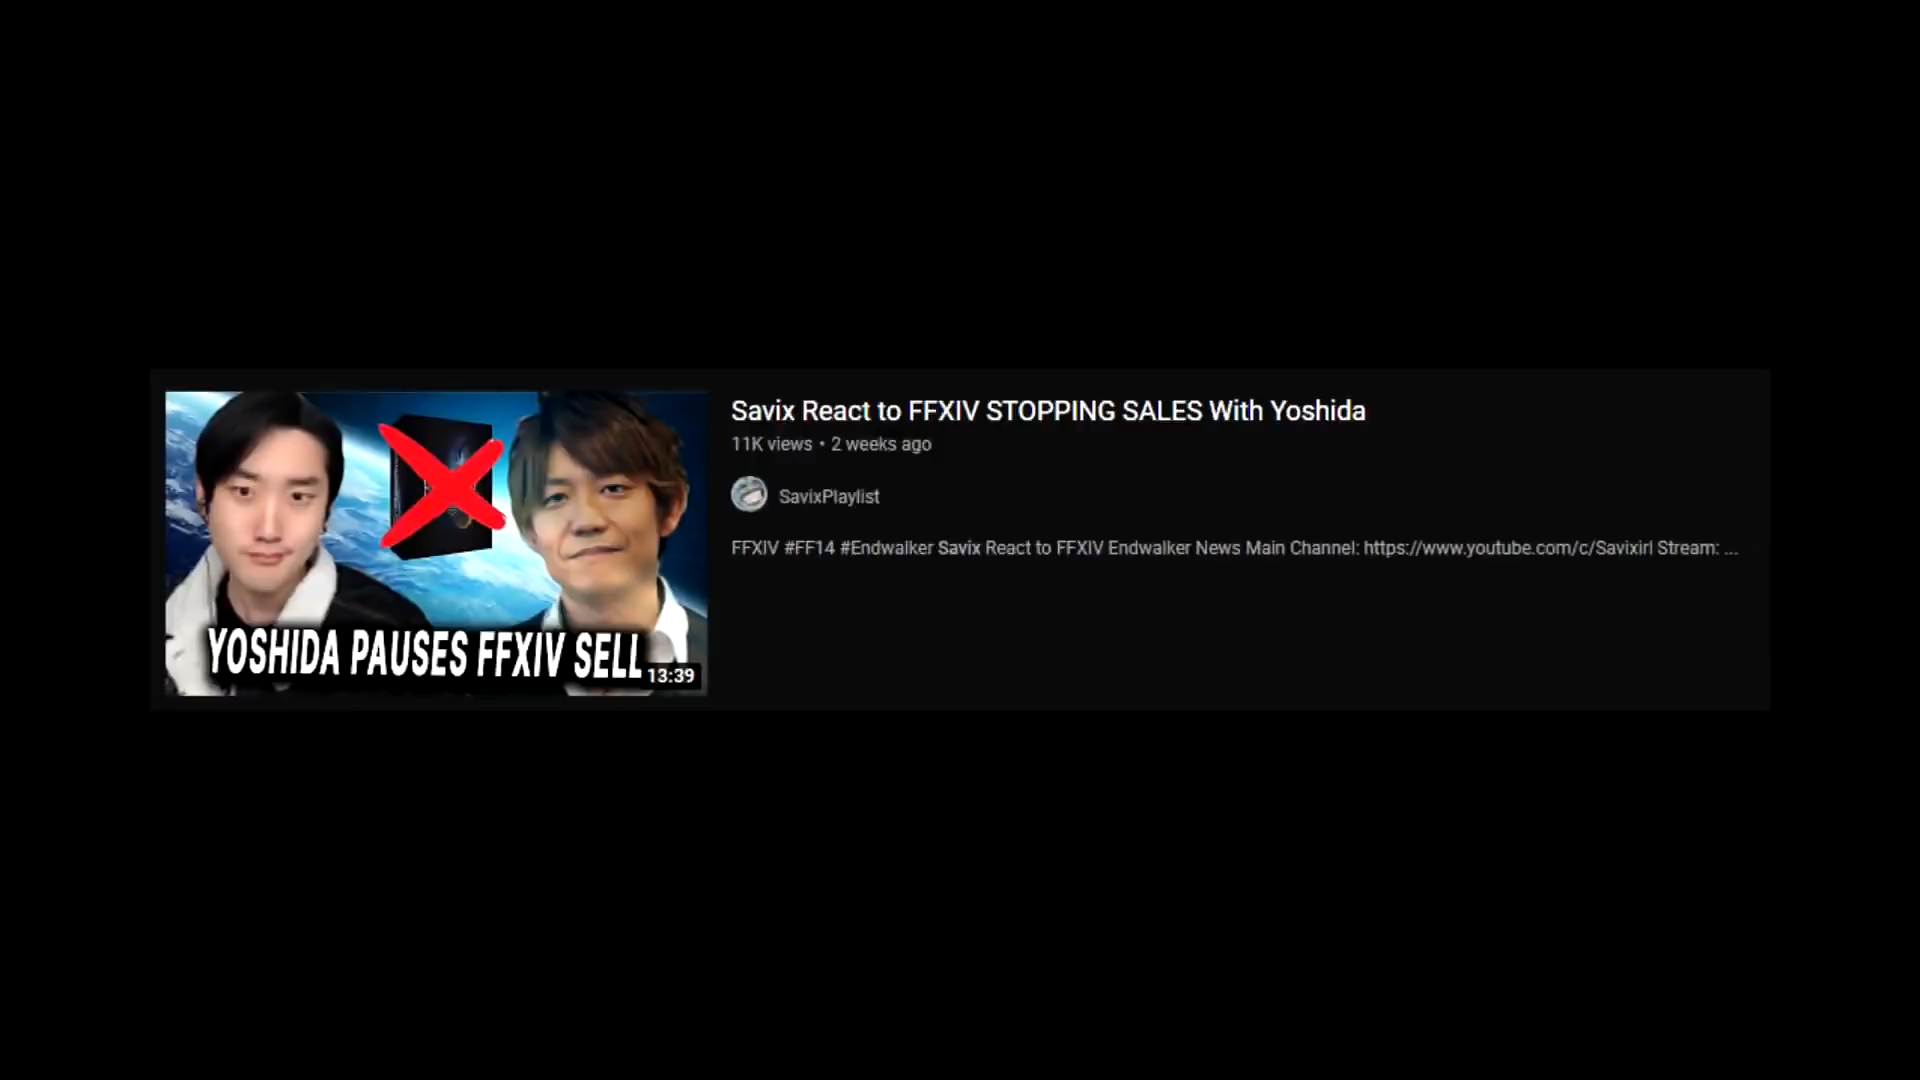 Savix React to FFXIV STOPPING SALES With Yoshida
11K views • 2 weeks ago
SavixPlaylist
FFXIV #FF14 #Endwalker Savix React to FFXIV Endwalker News Main Channel: https://www.youtube.com/c/Savixirl Stream: ...
YOSHIDA PAUSES FFXIV SELL
13:39